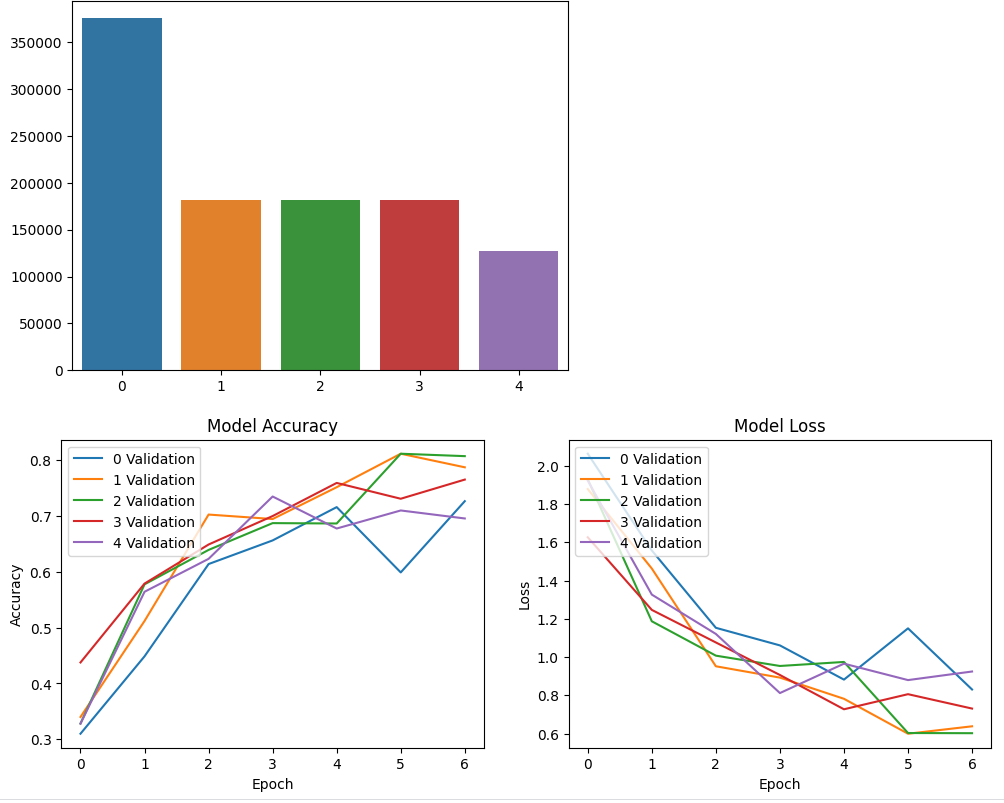 350000
300000
250000
200000
150000
100000
50000
0
0 1 2 3 4
Model Accuracy
0.8
0.7
0.6
0.5
0.4
0.3
Accuracy
0 Validation
1 Validation
2 Validation
3 Validation
4 Validation
0 1 2 3 4 5 6
Epoch
Model Loss
2.0
1.8
1.6
1.4
1.2
1.0
0.8
0.6
Loss
0 Validation
1 Validation
2 Validation
3 Validation
4 Validation
0 1 2 3 4 5 6
Epoch